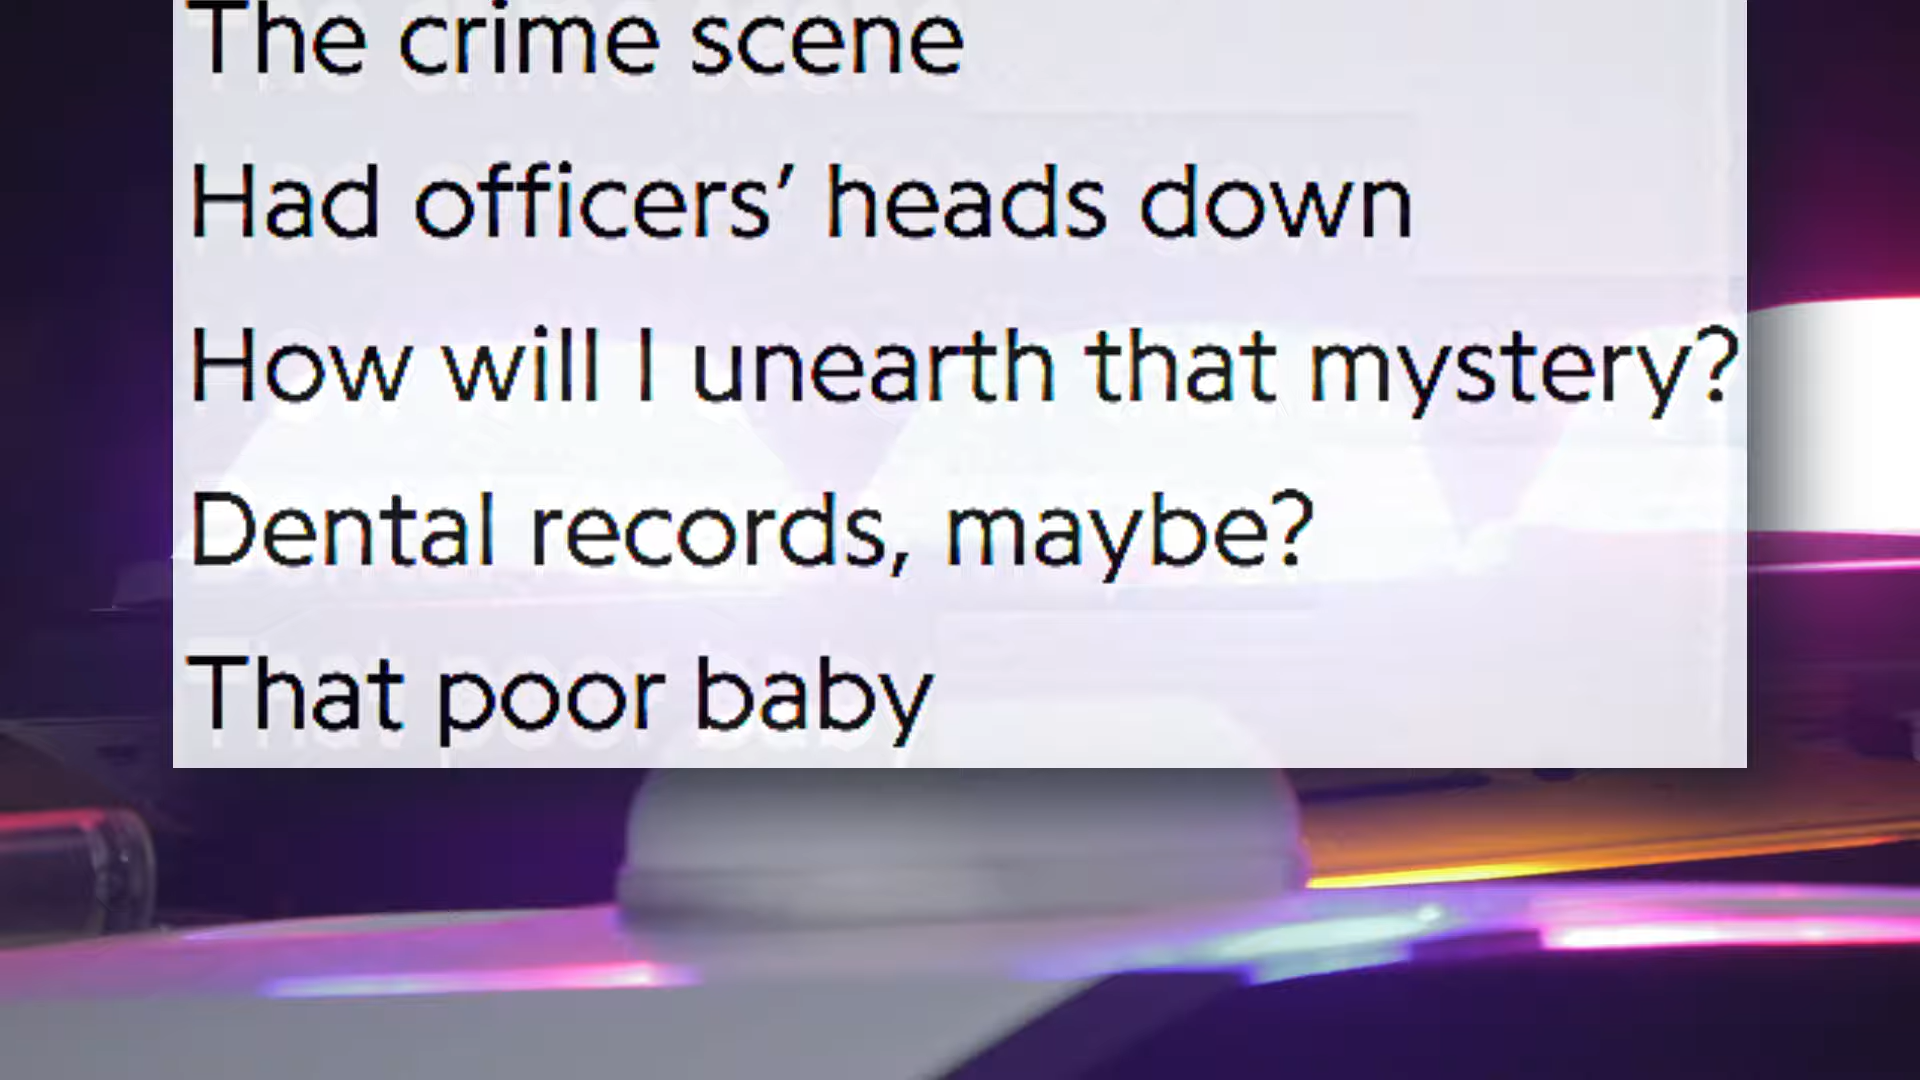 The crime scene
Had officers’ heads down
How will I unearth that mystery?
Dental records, maybe?
That poor baby